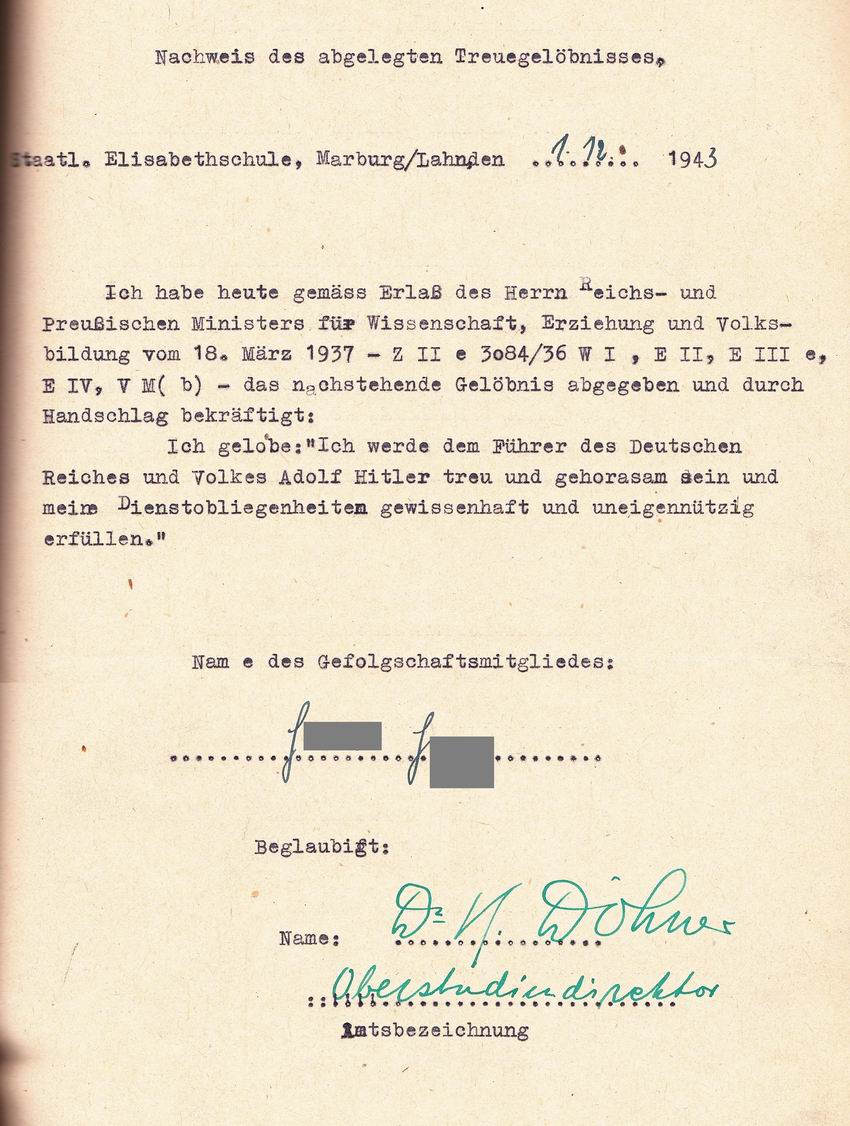 Nachweis des abgelegten Treuegelöbnisses,
Staatl. Elisabethschule, Marburg/Lahn,den 1.12. 1943
Ich habe heute gemäss Erlaß des Herrn Reichs- und
Preußischen Ministers für Wissenschaft, Erziehung und Volks-
bildung vom 18. März 1937 - Z II e 3084/36 W I , E II, E III e,
E IV, V M( b) - das nachstehende Gelöbnis abgegeben und durch
Handschlag bekräftigt:
Ich gelobe:"Ich werde dem Führer des Deutschen
Reiches und Volkes Adolf Hitler treu und gehorasam sein und
meine Dienstobliegenheiten gewissenhaft und uneigennützig
erfüllen."
Nam e des Gefolgschaftsmitgliedes:
Beglaubigt:
Name: Dr. K. Döhner
Oberstudiendirektor
Amtsbezeichnung